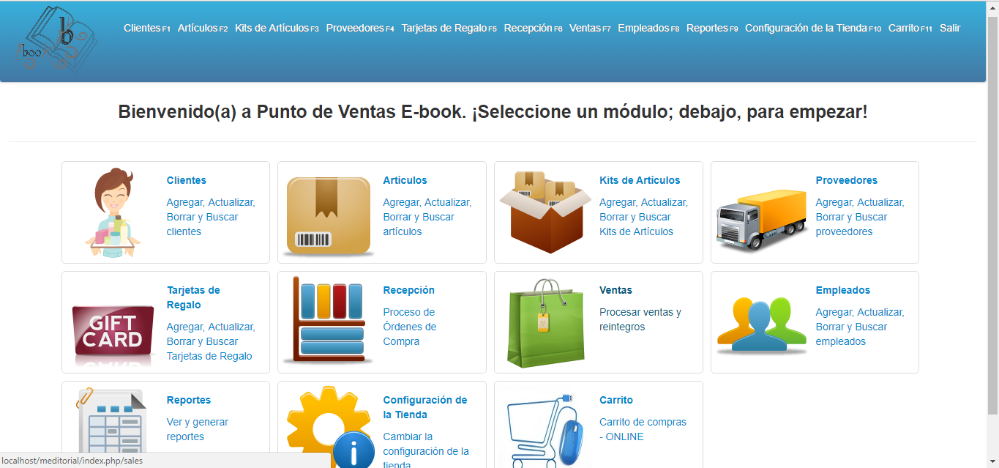 b
book
Clientes F1 Artículos F2 Kits de Artículos F3 Proveedores F4 Tarjetas de Regalo F5 Recepción F6 Ventas F7 Empleados F8 Reportes F9 Configuración de la Tienda F10 Carrito F11 Salir
Bienvenido(a) a Punto de Ventas E-book. ¡Seleccione un módulo; debajo, para empezar!
Clientes
Agregar, Actualizar,
Borrar y Buscar
clientes
Artículos
Agregar, Actualizar,
Borrar y Buscar
artículos
Kits de Artículos
Agregar, Actualizar,
Borrar y Buscar
Kits de Artículos
Proveedores
Agregar, Actualizar,
Borrar y Buscar
proveedores
GIFT
CARD
Tarjetas de
Regalo
Agregar, Actualizar,
Borrar y Buscar
Tarjetas de Regalo
Recepción
Proceso de
Órdenes de
Compra
Ventas
Procesar ventas y
reintegros
Empleados
Agregar, Actualizar,
Borrar y Buscar
empleados
Reportes
Ver y generar
reportes
i
Configuración de
la Tienda
Cambiar la
configuración de la
tienda
Carrito
Carrito de compras
- ONLINE
localhost/meditorial/index.php/sales